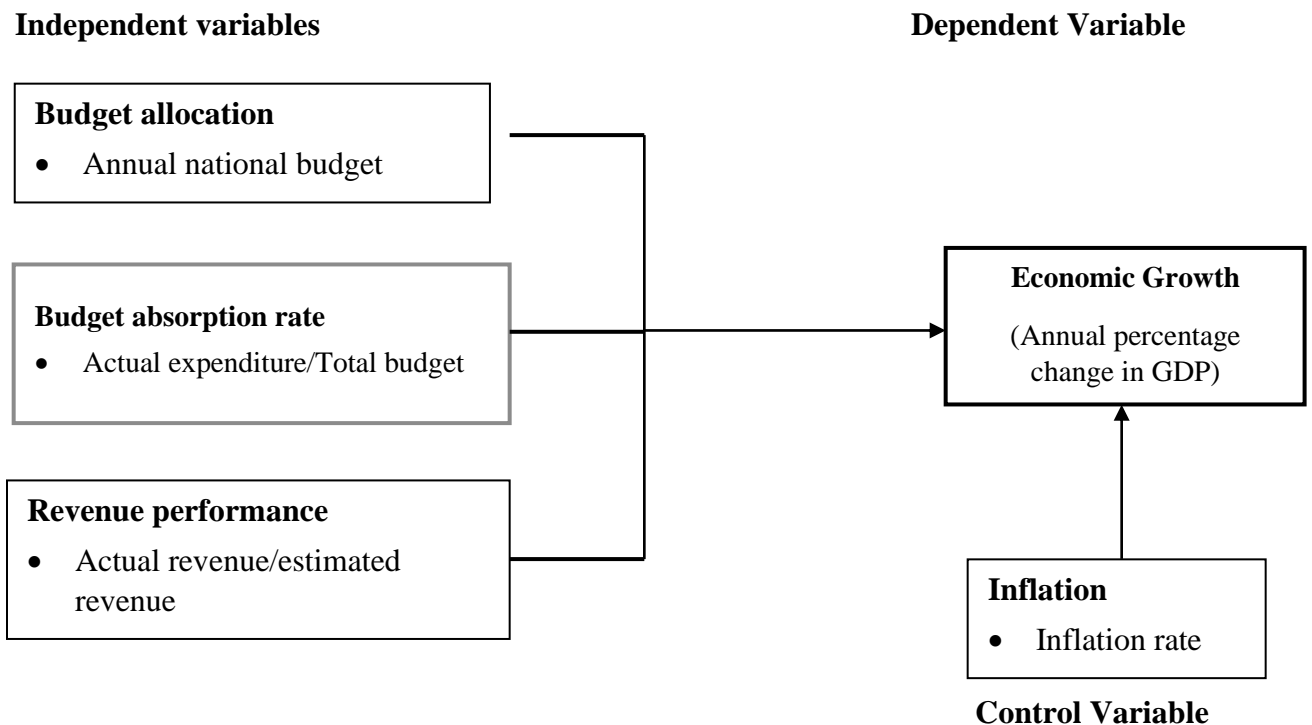 Independent variables
Dependent Variable
Budget allocation
• Annual national budget
Budget absorption rate
• Actual expenditure/Total budget
Revenue performance
• Actual revenue/estimated
revenue
Economic Growth
(Annual percentage
change in GDP)
Inflation
• Inflation rate
Control Variable